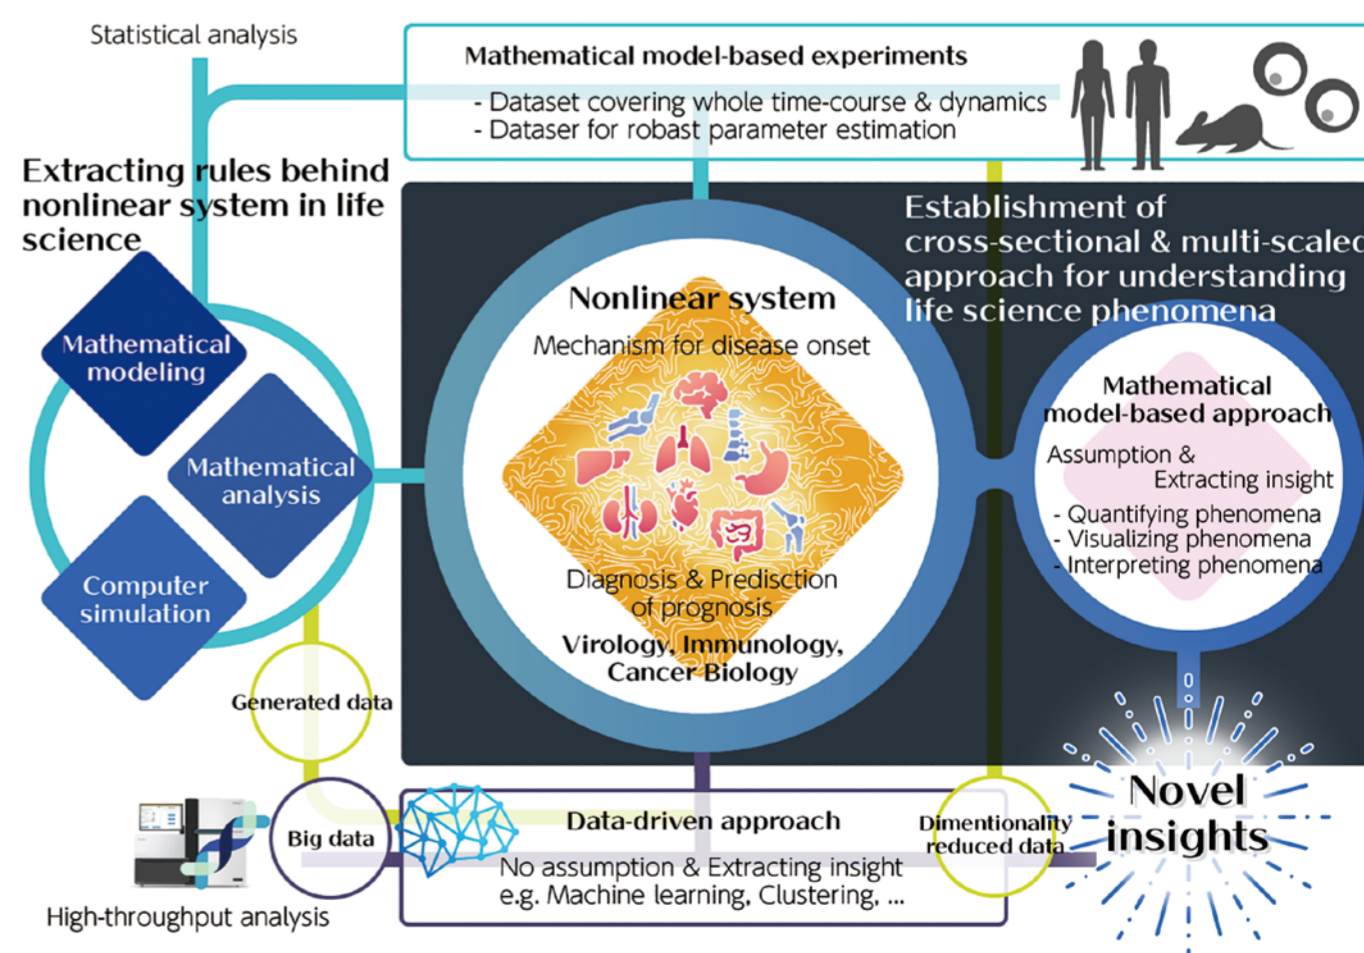 Statistical analysis
Mathematical model-based experiments
- Dataset covering whole time-course & dynamics
- Dataser for robast parameter estimation
Extracting rules behind
nonlinear system in life
science
Mathematical
modeling
Mathematical
analysis
Computer
simulation
Nonlinear system
Mechanism for disease onset
Diagnosis & Predisction
of prognosis
Virology, Immunology,
Cancer Biology
Establishment of
cross-sectional & multi-scaled
approach for understanding
life science phenomena
Mathematical
model-based approach
Assumption &
Extracting insight
- Quantifying phenomena
- Visualizing phenomena
- Interpreting phenomena
Generated data
Big data
High-throughput analysis
Data-driven approach
No assumption & Extracting insight
e.g. Machine learning, Clustering, ...
Dimentionality
reduced data
Novel
insights